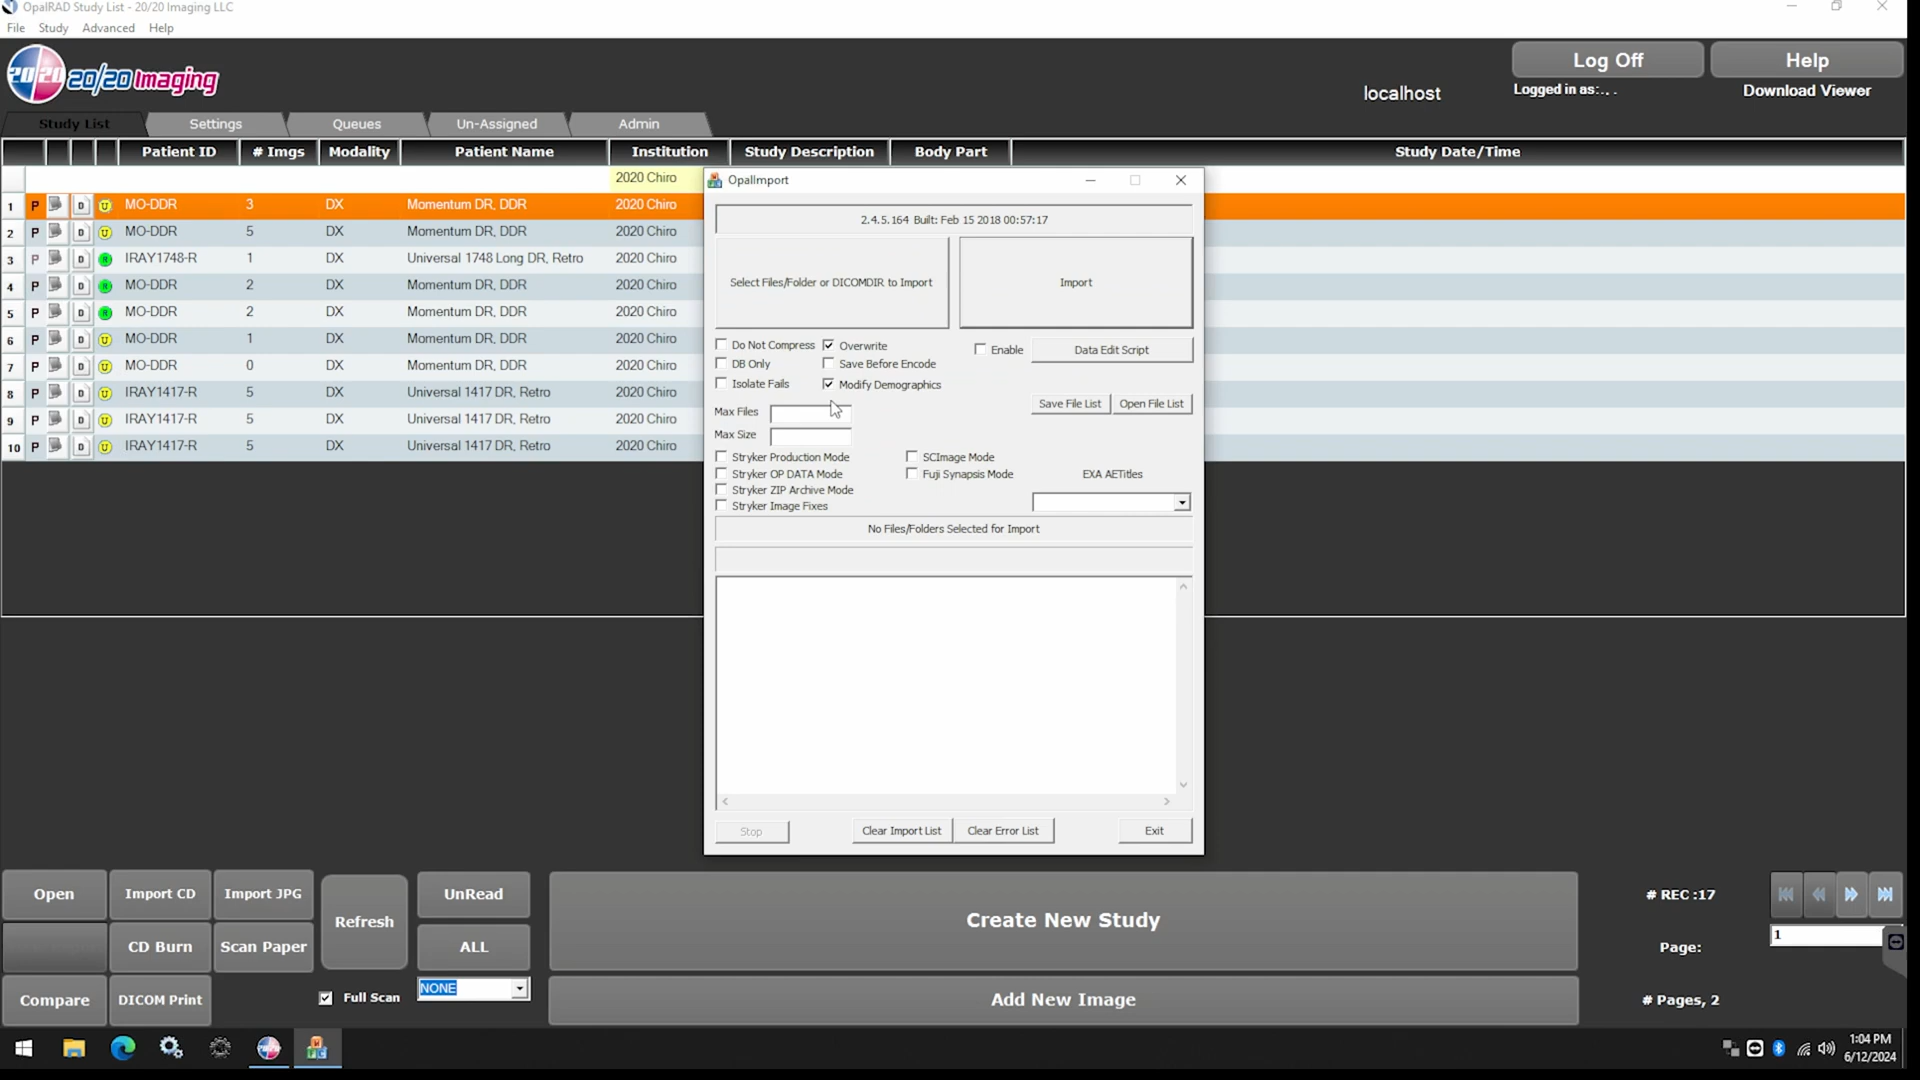 OpalRAD Study List - 20/20 Imaging LLC
File Study Advanced Help
20/20 20/20 Imaging
localhost
Log Off
Logged in as:.. .
Help
Download Viewer
Study List Settings Queues Un-Assigned Admin
Patient ID # Imgs Modality Patient Name Institution Study Description Body Part Study Date/Time
2020 Chiro
1 P D U MO-DDR 3 DX Momentum DR, DDR 2020 Chiro
2 P D U MO-DDR 5 DX Momentum DR, DDR 2020 Chiro
3 P D R IRAY1748-R 1 DX Universal 1748 Long DR, Retro 2020 Chiro
4 P D R MO-DDR 2 DX Momentum DR, DDR 2020 Chiro
5 P D R MO-DDR 2 DX Momentum DR, DDR 2020 Chiro
6 P D U MO-DDR 1 DX Momentum DR, DDR 2020 Chiro
7 P D U MO-DDR 0 DX Momentum DR, DDR 2020 Chiro
8 P D U IRAY1417-R 5 DX Universal 1417 DR, Retro 2020 Chiro
9 P D U IRAY1417-R 5 DX Universal 1417 DR, Retro 2020 Chiro
10 P D U IRAY1417-R 5 DX Universal 1417 DR, Retro 2020 Chiro
OpalImport
2.4.5.164 Built: Feb 15 2018 00:57:17
Select Files/Folder or DICOMDIR to Import
Import
Do Not Compress Overwrite Enable Data Edit Script
DB Only Save Before Encode
Isolate Fails Modify Demographics
Max Files Save File List Open File List
Max Size
Stryker Production Mode SCImage Mode
Stryker OP DATA Mode Fuji Synapsis Mode EXA AETitles
Stryker ZIP Archive Mode
Stryker Image Fixes
No Files/Folders Selected for Import
Stop Clear Import List Clear Error List Exit
Open Import CD Import JPG Refresh UnRead
CD Burn Scan Paper ALL
Compare DICOM Print Full Scan NONE
Create New Study
Add New Image
# REC :17
Page: 1
# Pages, 2
1:04 PM
6/12/2024